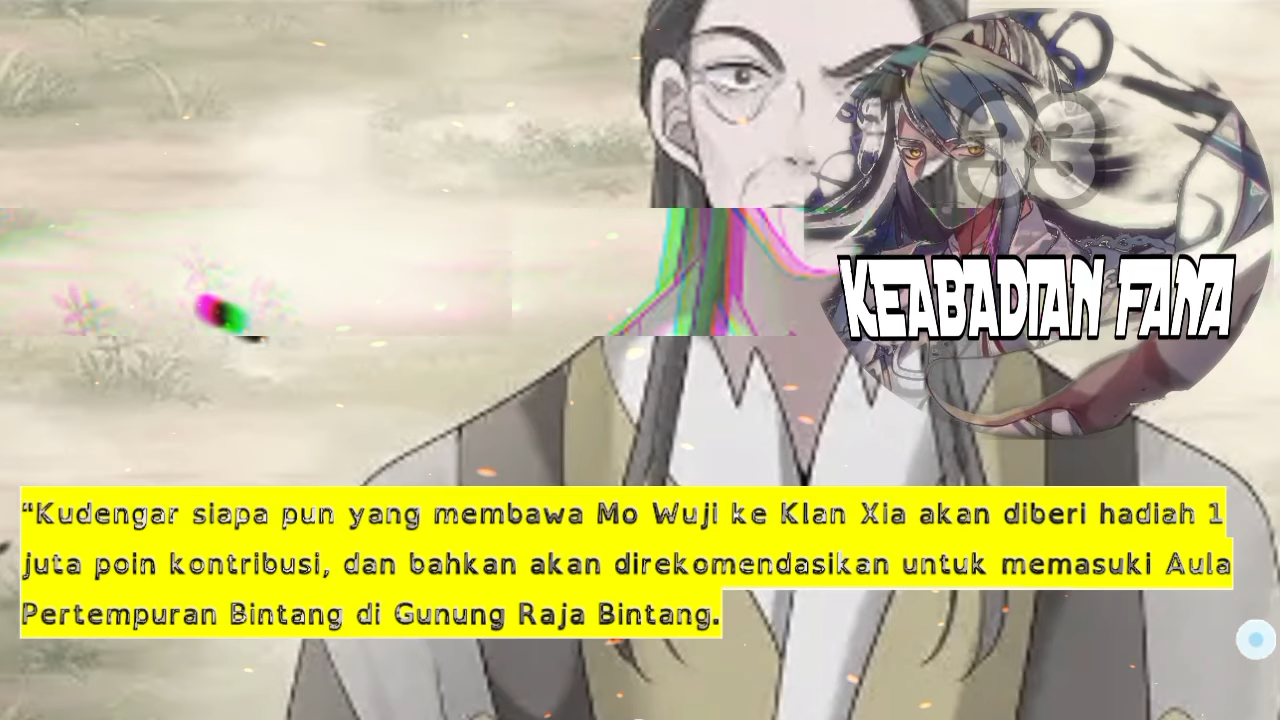 33
KEABADIAN FANA
“Kudengar siapa pun yang membawa Mo Wuji ke Klan Xia akan diberi hadiah 1
juta poin kontribusi, dan bahkan akan direkomendasikan untuk memasuki Aula
Pertempuran Bintang di Gunung Raja Bintang.